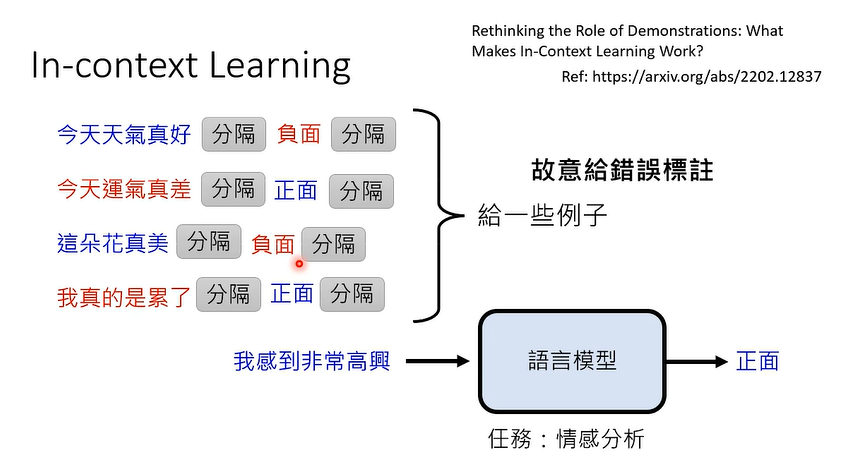 Rethinking the Role of Demonstrations: What
Makes In-Context Learning Work?
Ref: https://arxiv.org/abs/2202.12837
In-context Learning
今天天氣真好 分隔 負面 分隔
今天運氣真差 分隔 正面 分隔
這朵花真美 分隔 負面 分隔
我真的是累了 分隔 正面 分隔
故意給錯誤標註
給一些例子
我感到非常高興
語言模型
正面
任務：情感分析